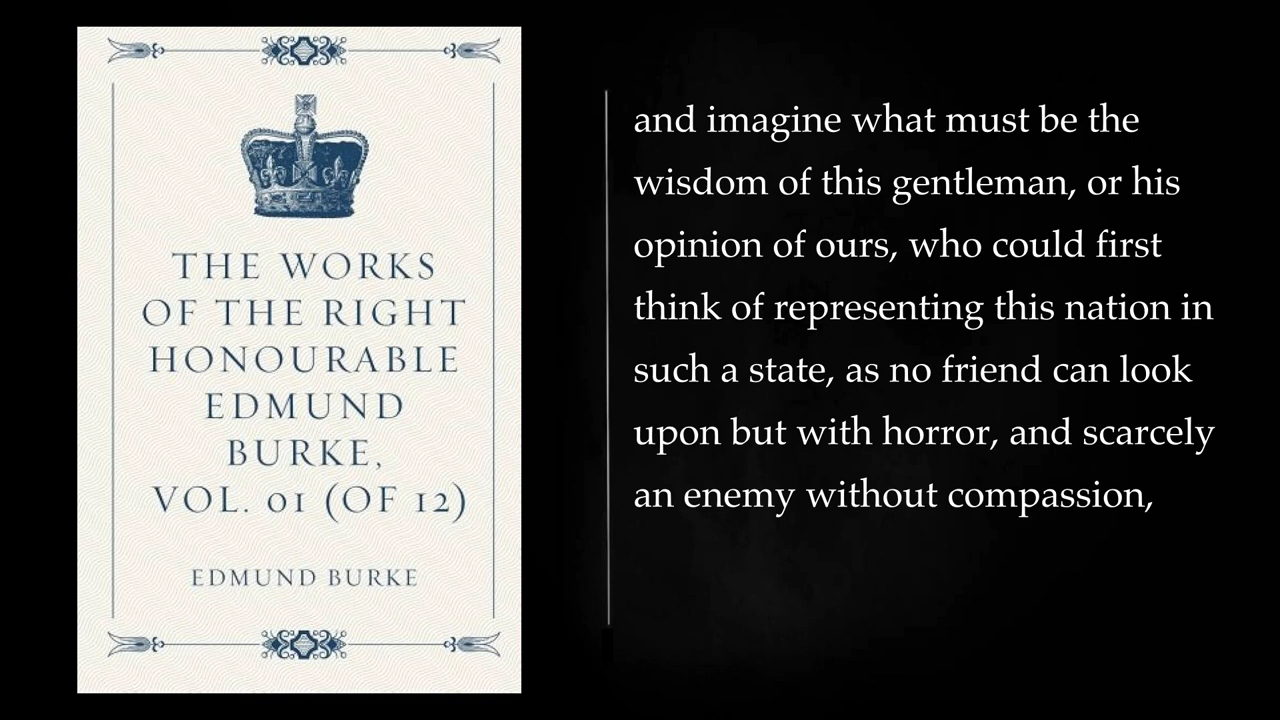 THE WORKS
OF THE RIGHT
HONOURABLE
EDMUND
BURKE,
VOL. 01 (OF 12)
EDMUND BURKE
and imagine what must be the
wisdom of this gentleman, or his
opinion of ours, who could first
think of representing this nation in
such a state, as no friend can look
upon but with horror, and scarcely
an enemy without compassion,